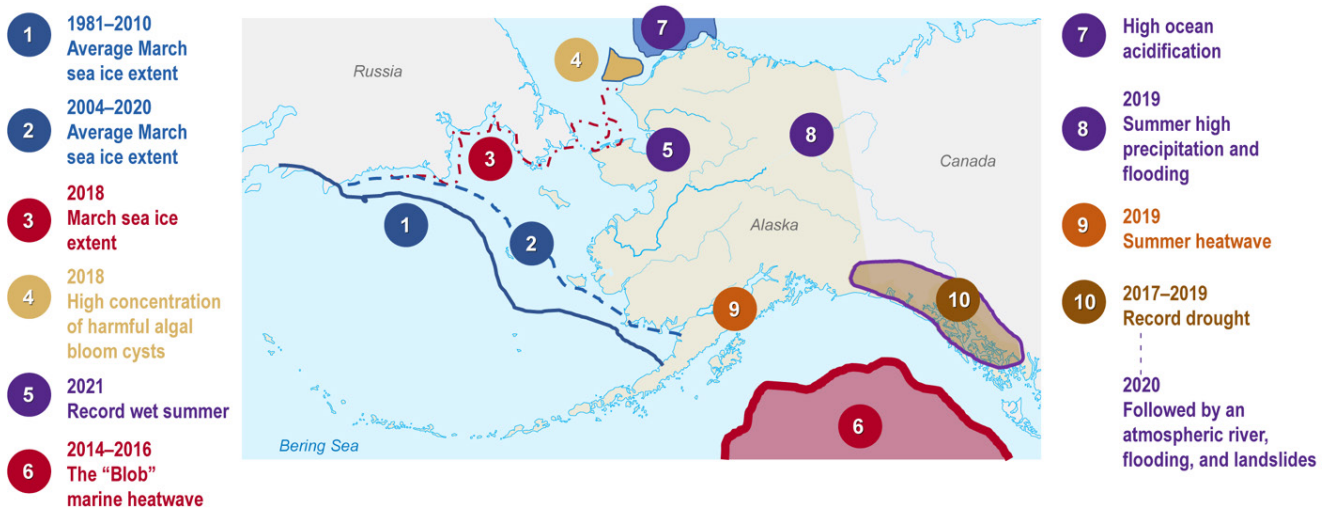 1
1981–2010
Average March
sea ice extent
2
2004–2020
Average March
sea ice extent
3
2018
March sea ice
extent
4
2018
High concentration
of harmful algal
bloom cysts
5
2021
Record wet summer
6
2014–2016
The “Blob”
marine heatwave
Russia
4
7
3
5
8
Canada
1
2
Alaska
9
10
6
Bering Sea
7
High ocean
acidification
8
2019
Summer high
precipitation and
flooding
9
2019
Summer heatwave
10
2017–2019
Record drought
2020
Followed by an
atmospheric river,
flooding, and landslides